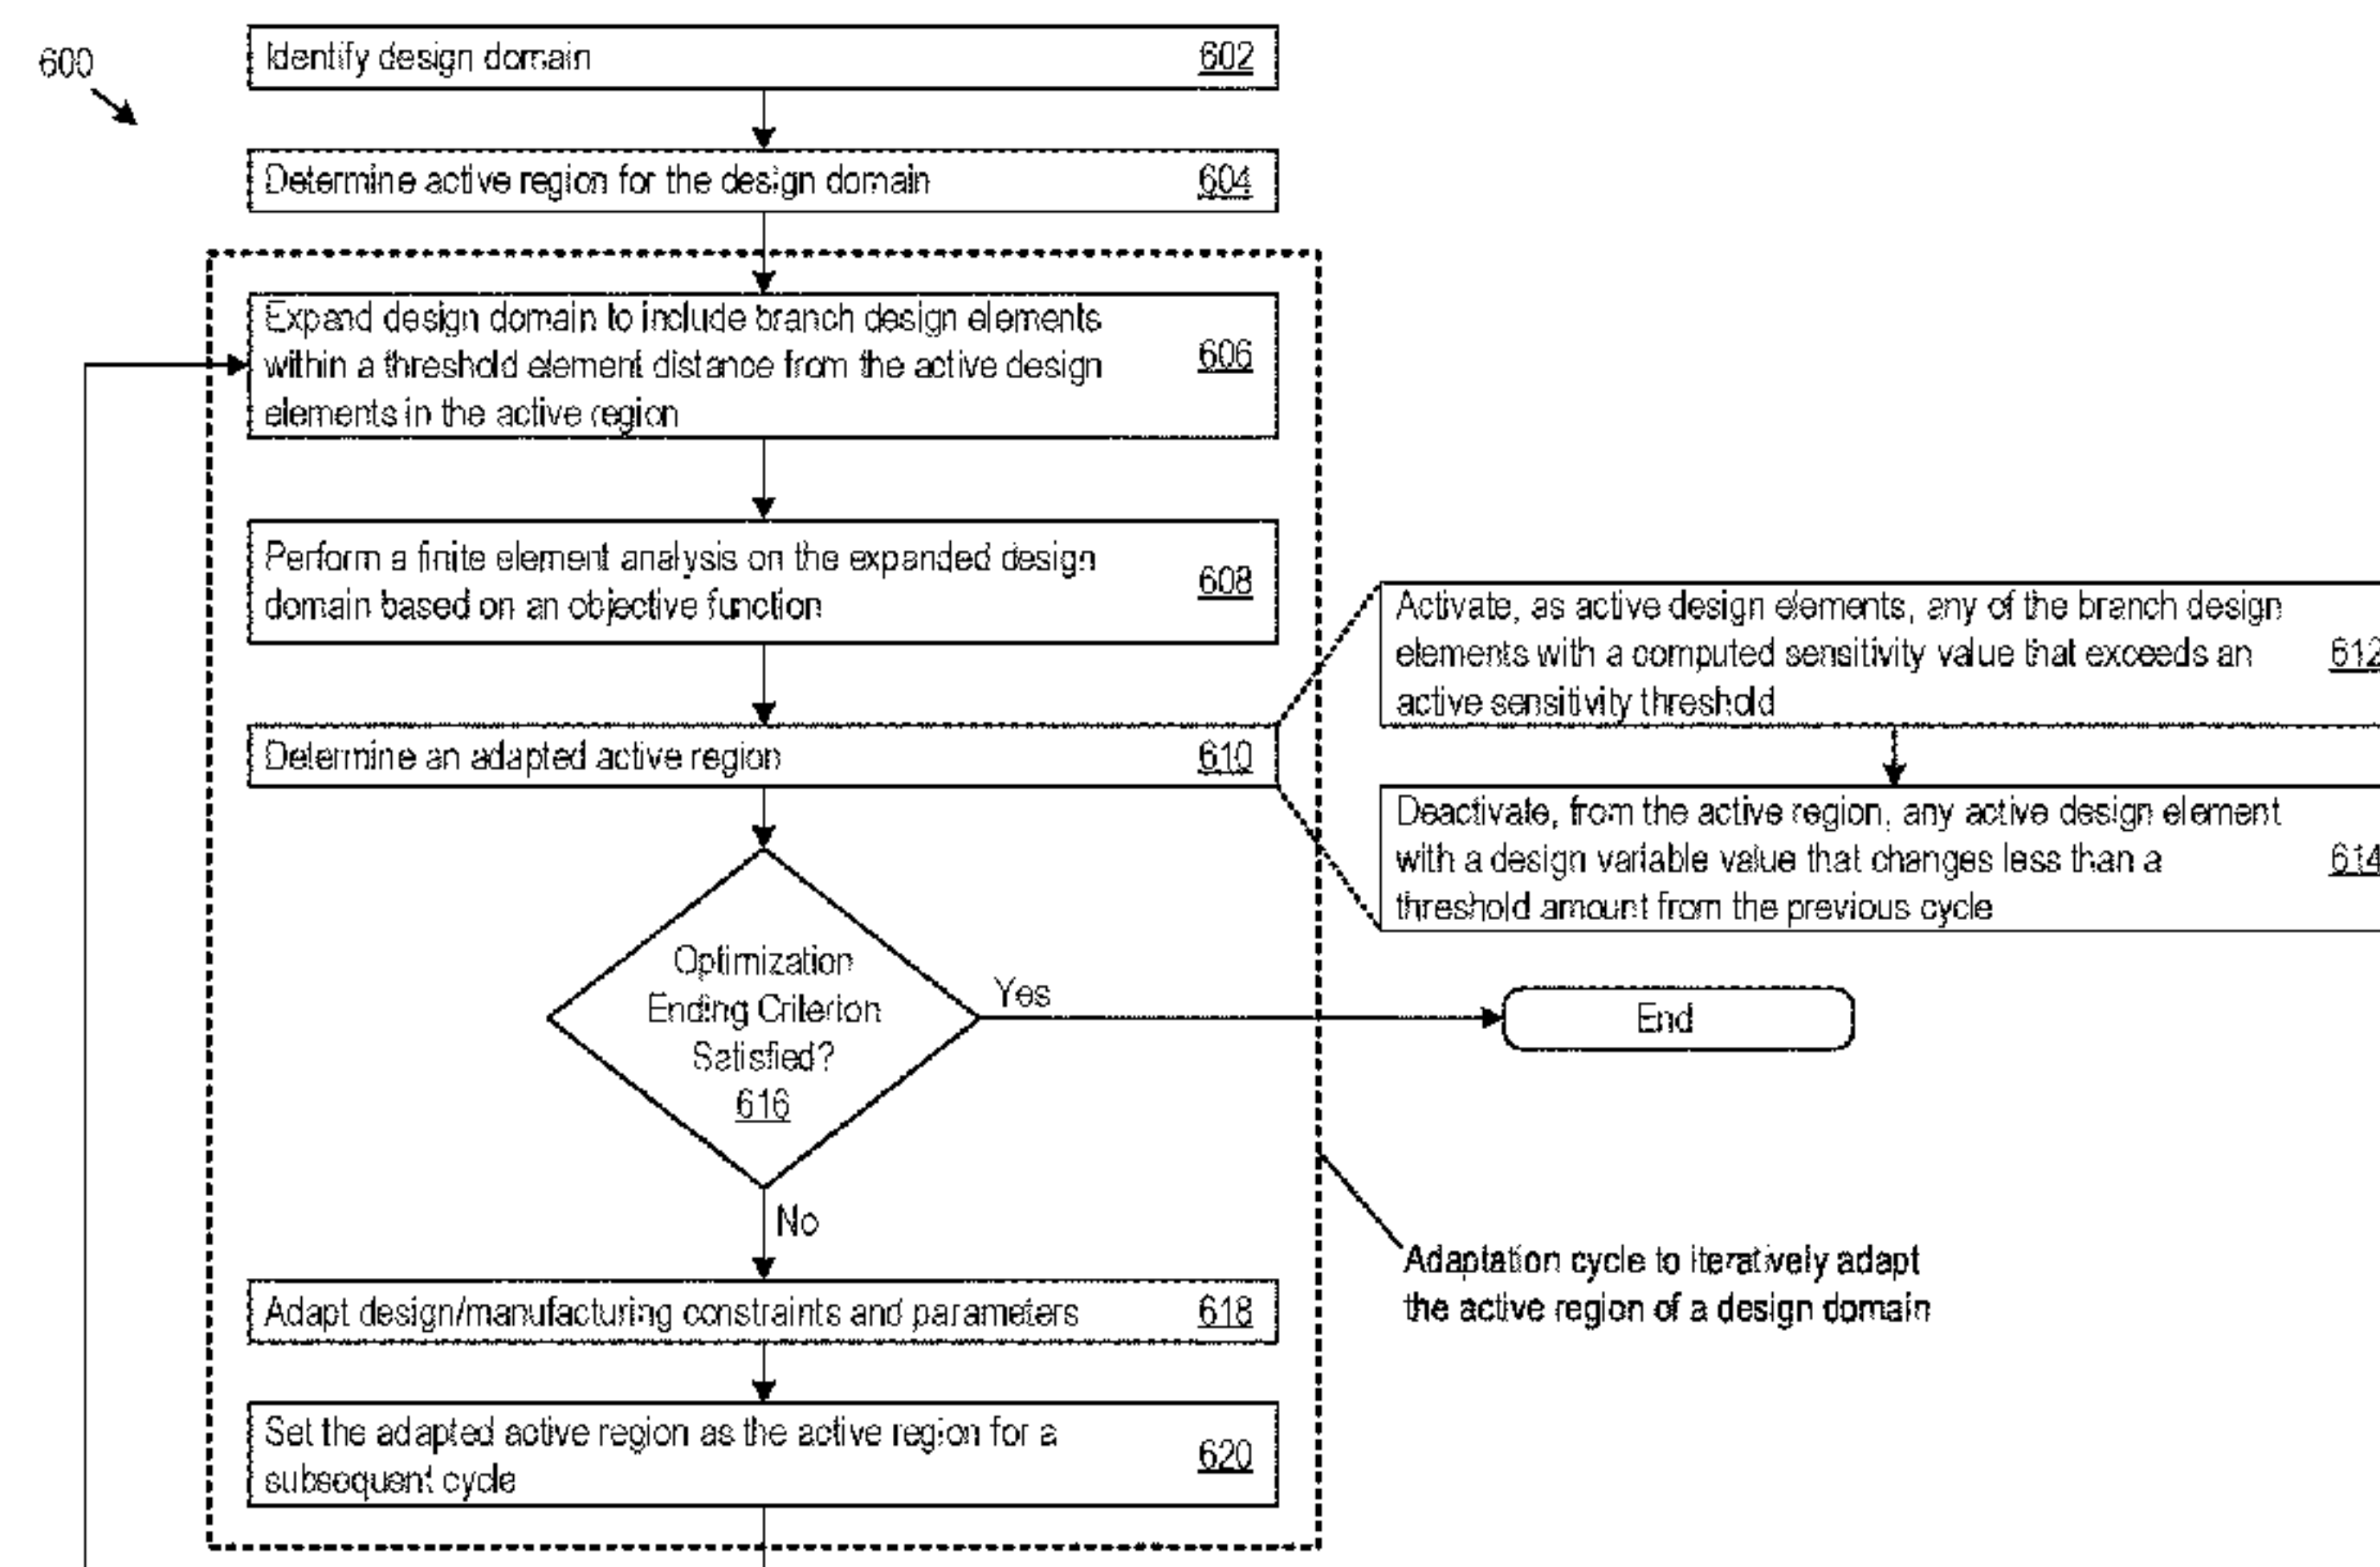 600
Identify design domain 602
Determine active region for the design domain 604
Expand design domain to include branch design elements
within a threshold element distance from the active design 606
elements in the active region
Perform a finite element analysis on the expanded design
domain based on an objective function 608
Determine an adapted active region 610
Activate, as active design elements, any of the branch design
elements with a computed sensitivity value that exceeds an 612
active sensitivity threshold
Deactivate, from the active region, any active design element
with a design variable value that changes less than a 614
threshold amount from the previous cycle
Optimization
Ending Criterion
Satisfied?
616
Yes
End
No
Adaptation cycle to iteratively adapt
the active region of a design domain
Adapt design/manufacturing constraints and parameters 618
Set the adapted active region as the active region for a
subsequent cycle 620